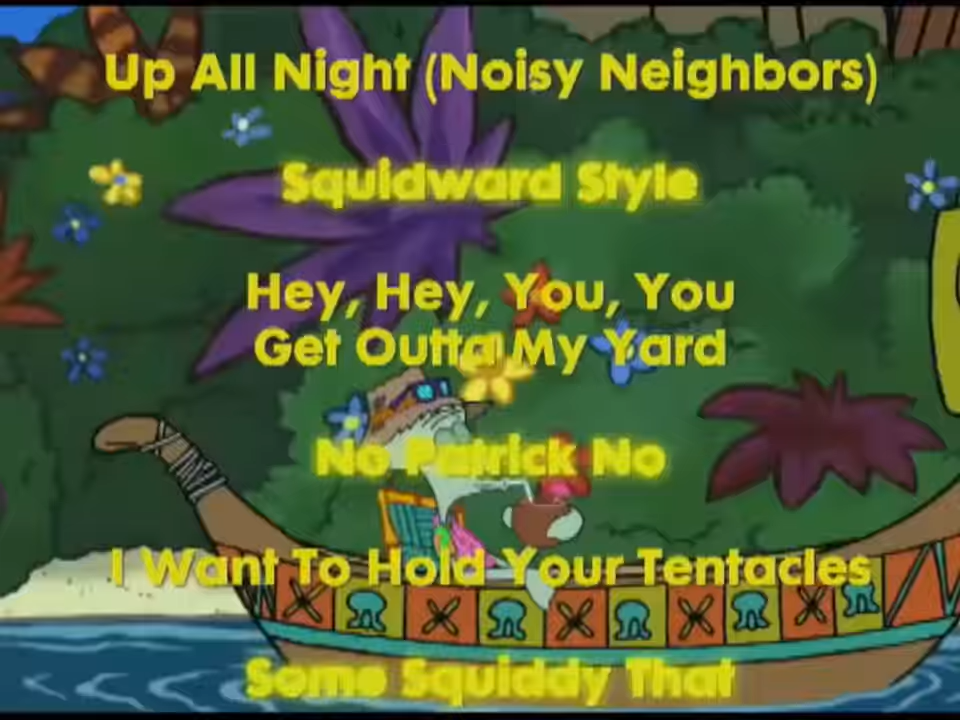 Up All Night (Noisy Neighbors)
Squidward Style
Hey, Hey, You, You
Get Outta My Yard
No Patrick No
I Want To Hold Your Tentacles
Some Squiddy That